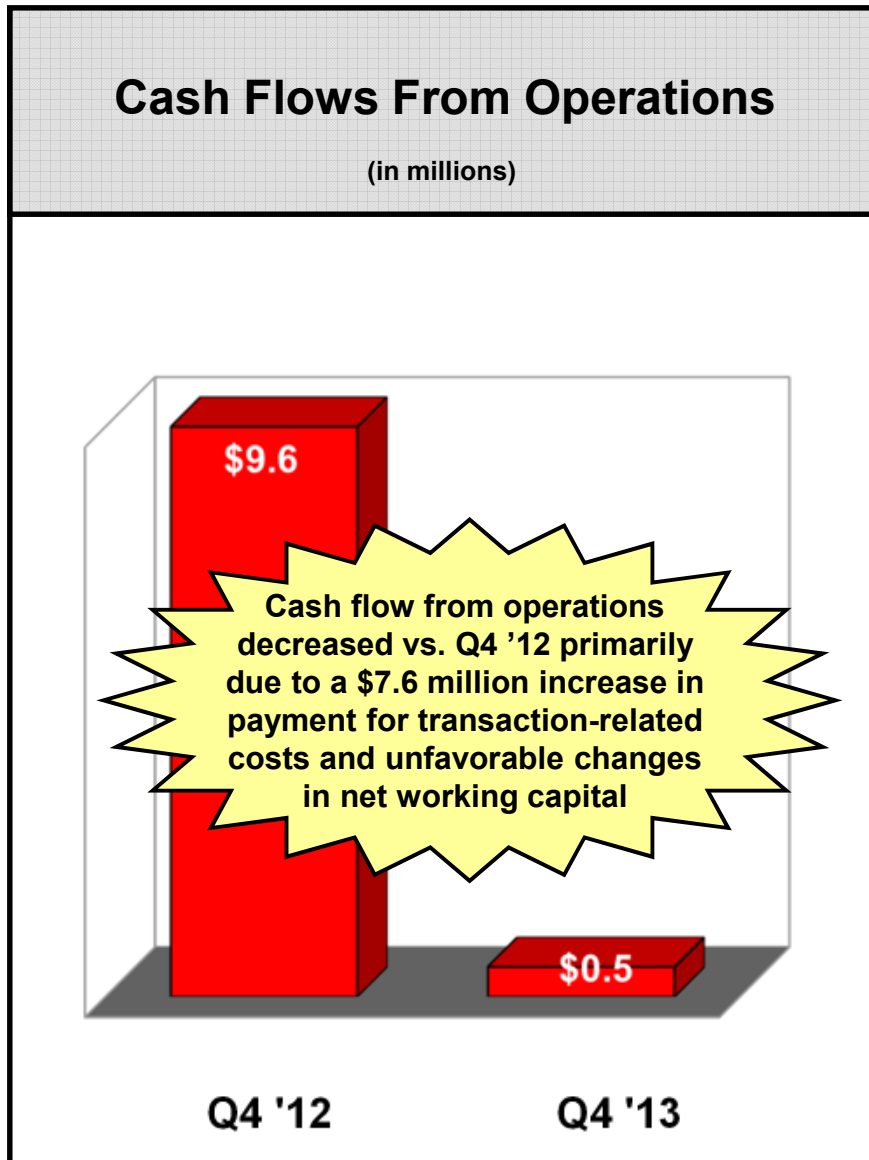 Cash Flows From Operations
(in millions)
$9.6
Cash flow from operations
decreased vs. Q4 ’12 primarily
due to a $7.6 million increase in
payment for transaction-related
costs and unfavorable changes
in net working capital
$0.5
Q4 '12
Q4 '13